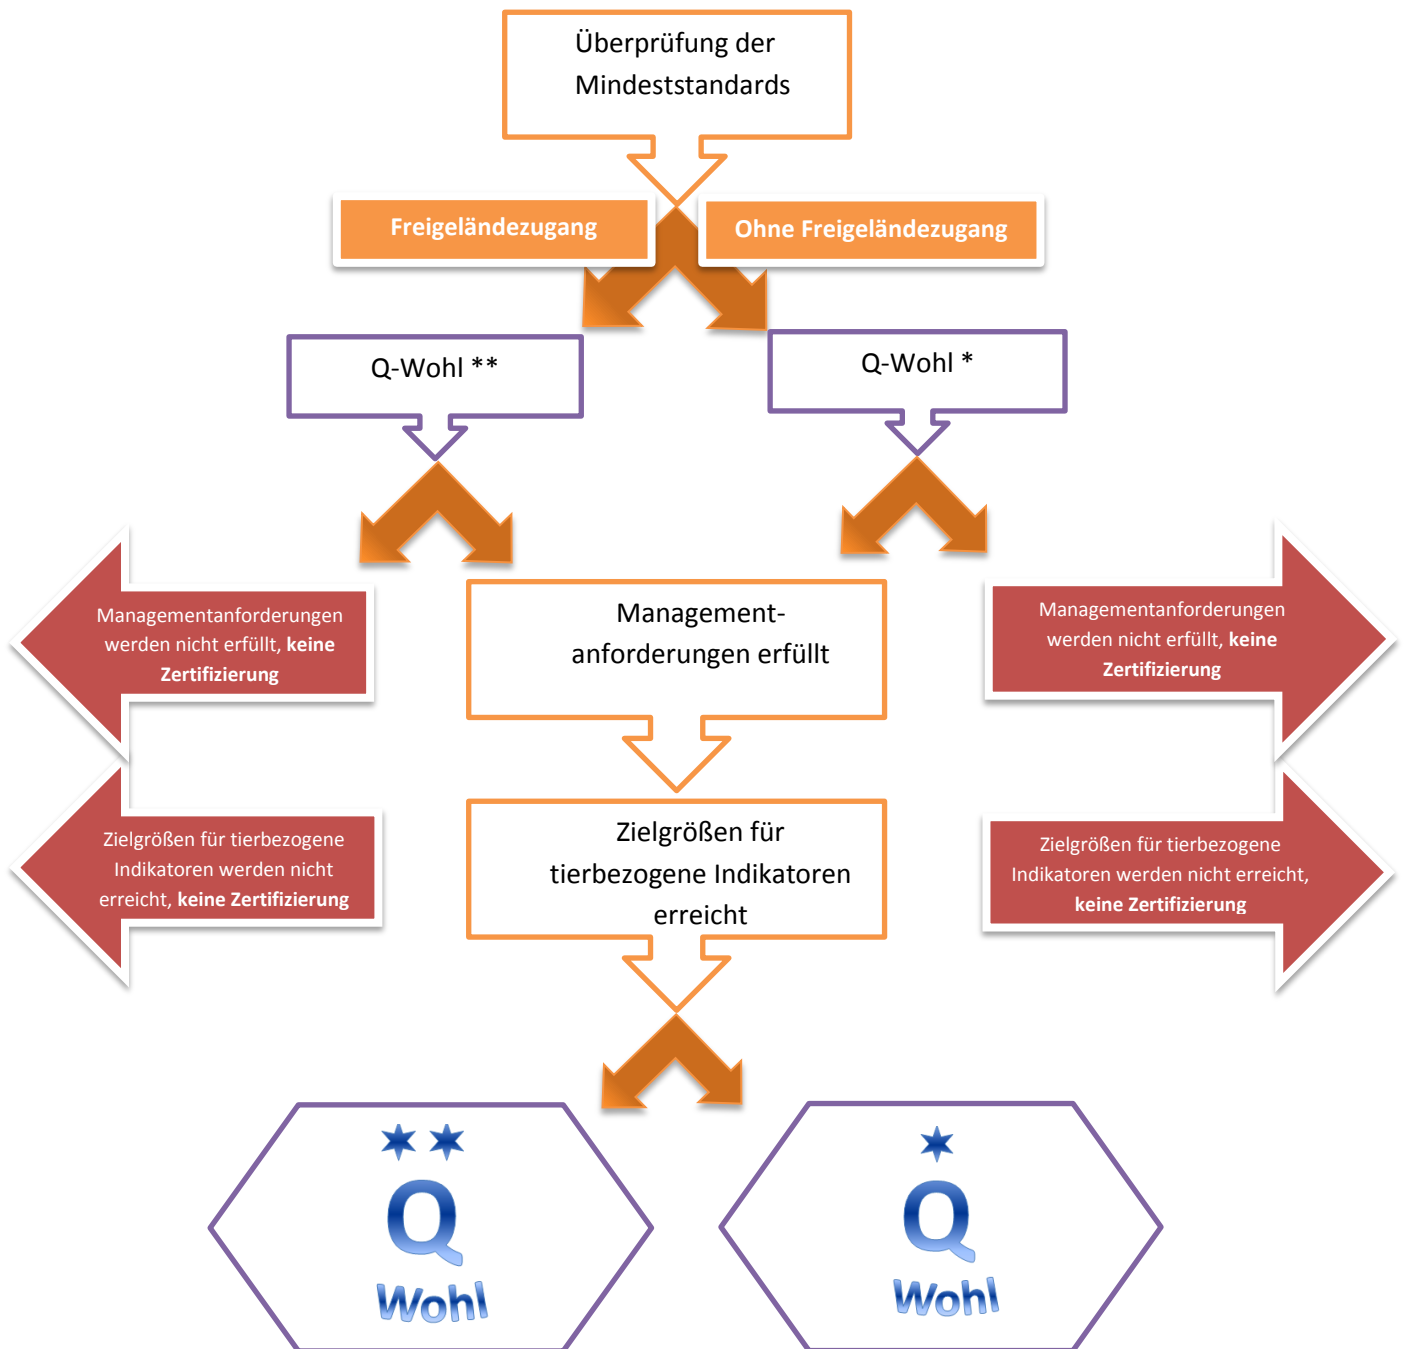 Überprüfung der
Mindeststandards
Freigeländezugang
Ohne Freigeländezugang
Q-Wohl **
Q-Wohl *
Managementanforderungen
werden nicht erfüllt, keine
Zertifizierung
Management-
anforderungen erfüllt
Managementanforderungen
werden nicht erfüllt, keine
Zertifizierung
Zielgrößen für tierbezogene
Indikatoren werden nicht
erreicht, keine Zertifizierung
Zielgrößen für
tierbezogene Indikatoren
erreicht
Zielgrößen für tierbezogene
Indikatoren werden nicht erreicht,
keine Zertifizierung
Q
Wohl
Q
Wohl